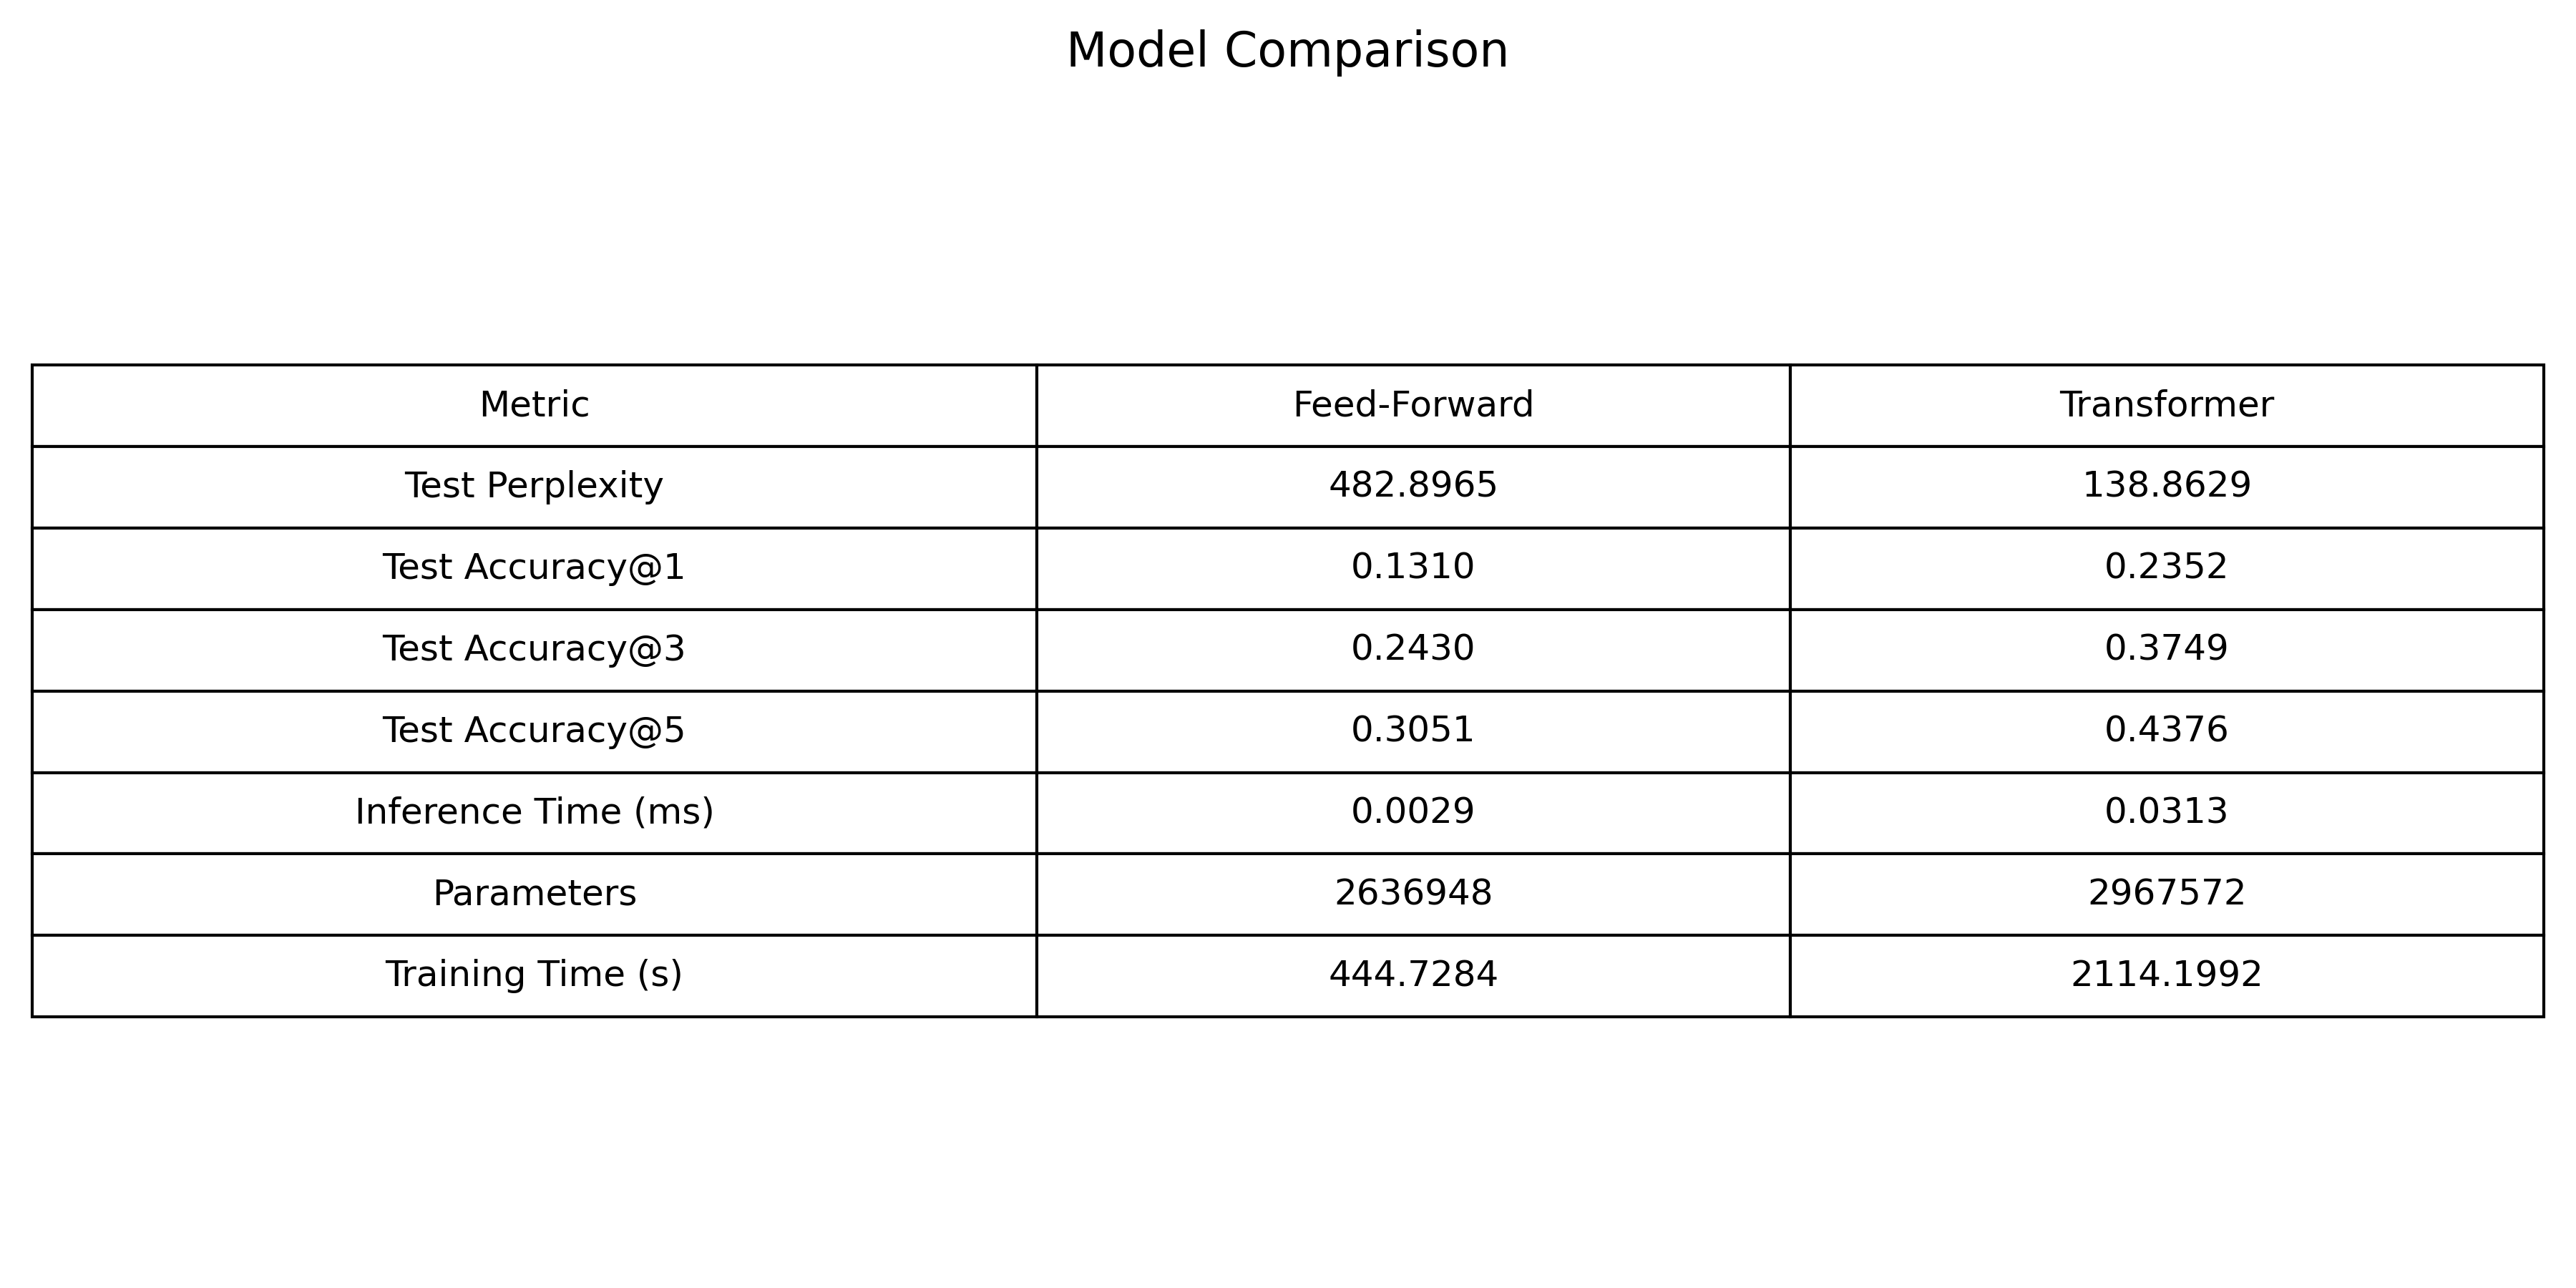 Model Comparison
Metric Feed-Forward Transformer
Test Perplexity 482.8965 138.8629
Test Accuracy@1 0.1310 0.2352
Test Accuracy@3 0.2430 0.3749
Test Accuracy@5 0.3051 0.4376
Inference Time (ms) 0.0029 0.0313
Parameters 2636948 2967572
Training Time (s) 444.7284 2114.1992